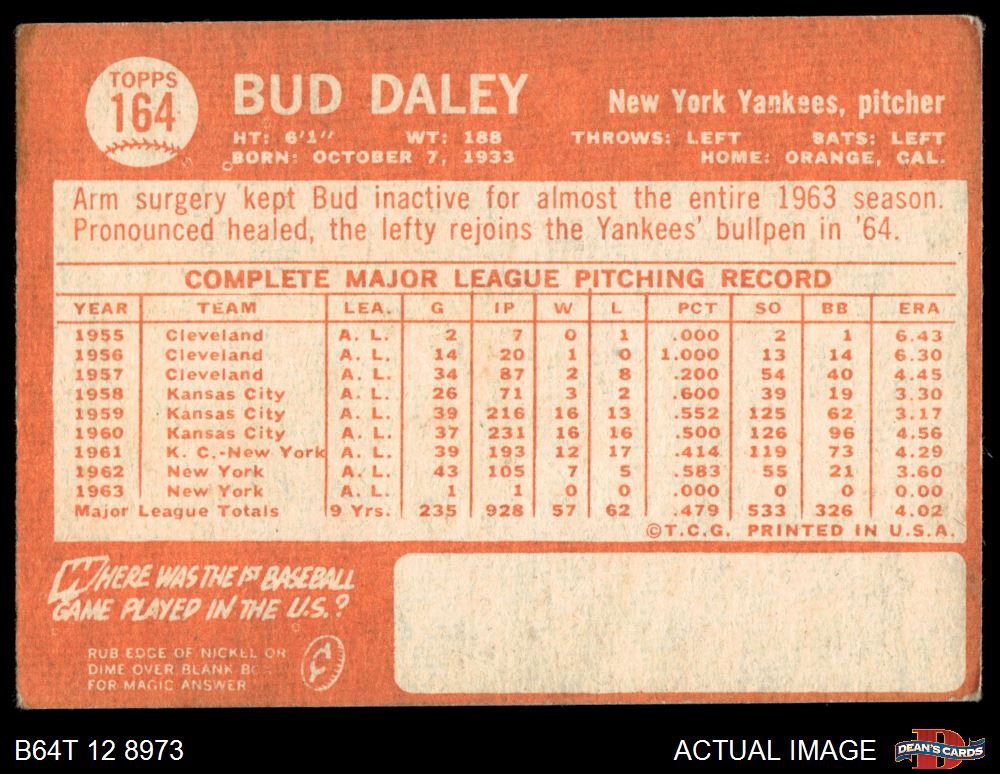 TOPPS
164
BUD DALEY
New York Yankees, pitcher
HT: 6'1" WT: 188 THROWS: LEFT BATS: LEFT
BORN: OCTOBER 7, 1933 HOME: ORANGE, CAL.
Arm surgery kept Bud inactive for almost the entire 1963 season.
Pronounced healed, the lefty rejoins the Yankees' bullpen in '64.
COMPLETE MAJOR LEAGUE PITCHING RECORD
YEAR TEAM LEA. G IP W L PCT SO BB ERA
1955 Cleveland A. L. 2 7 0 1 .000 2 1 6.43
1956 Cleveland A. L. 14 20 1 0 1.000 13 14 6.30
1957 Cleveland A. L. 34 87 2 8 .200 54 40 4.45
1958 Kansas City A. L. 26 71 3 2 .600 39 19 3.30
1959 Kansas City A. L. 39 216 16 13 .552 125 62 3.17
1960 Kansas City A. L. 37 231 16 16 .500 126 96 4.56
1961 K. C.-New York A. L. 39 193 12 17 .414 119 73 4.29
1962 New York A. L. 43 105 7 5 .583 55 21 3.60
1963 New York A. L. 1 1 0 0 .000 0 0 0.00
Major League Totals 9 Yrs. 235 928 57 62 .479 533 326 4.02
©T.C.G. PRINTED IN U.S.A.
WHERE WAS THE 1ST BASEBALL
GAME PLAYED IN THE U.S.?
RUB EDGE OF NICKEL OR
DIME OVER BLANK
FOR MAGIC ANSWER
B64T 12 8973
ACTUAL IMAGE
D
DEAN'S CARDS